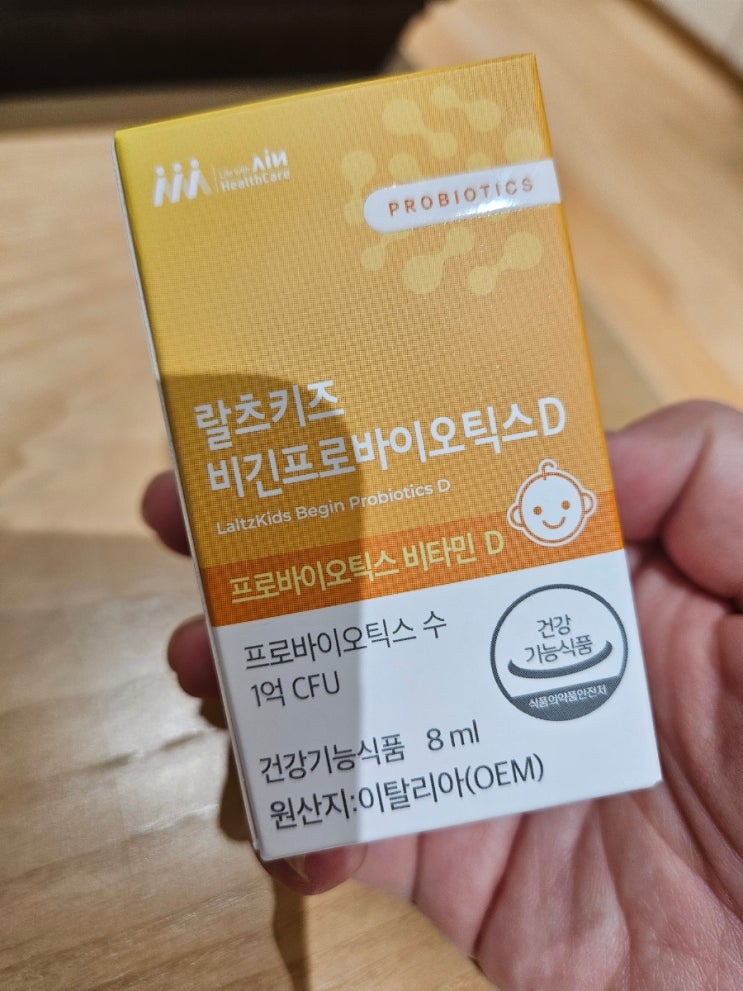 Life with AiN
HealthCare
PROBIOTICS
랄츠키즈
비긴프로바이오틱스D
LaltzKids Begin Probiotics D
프로바이오틱스 비타민 D
프로바이오틱스 수
1억 CFU
건강
기능식품
식품의약품안전처
건강기능식품 8 ml
원산지:이탈리아(OEM)